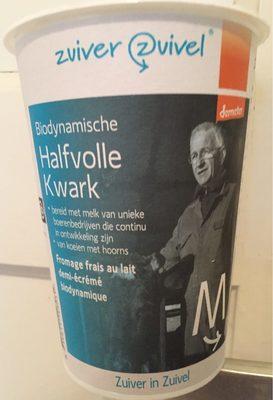 zuiver zuivel®
demeter
Biodynamische
Halfvolle
Kwark
• bereid met melk van unieke
boerenbedrijven die continu
in ontwikkeling zijn
• van koeien met hoorns
Fromage frais au lait
demi-écrémé
biodynamique
M
Zuiver in Zuivel